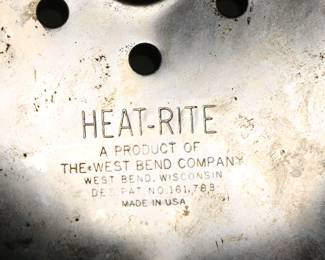 HEAT-RITE
A PRODUCT OF
THE WEST BEND COMPANY
WEST BEND, WISCONSIN
DES. PAT. NO. 161,789
MADE IN USA